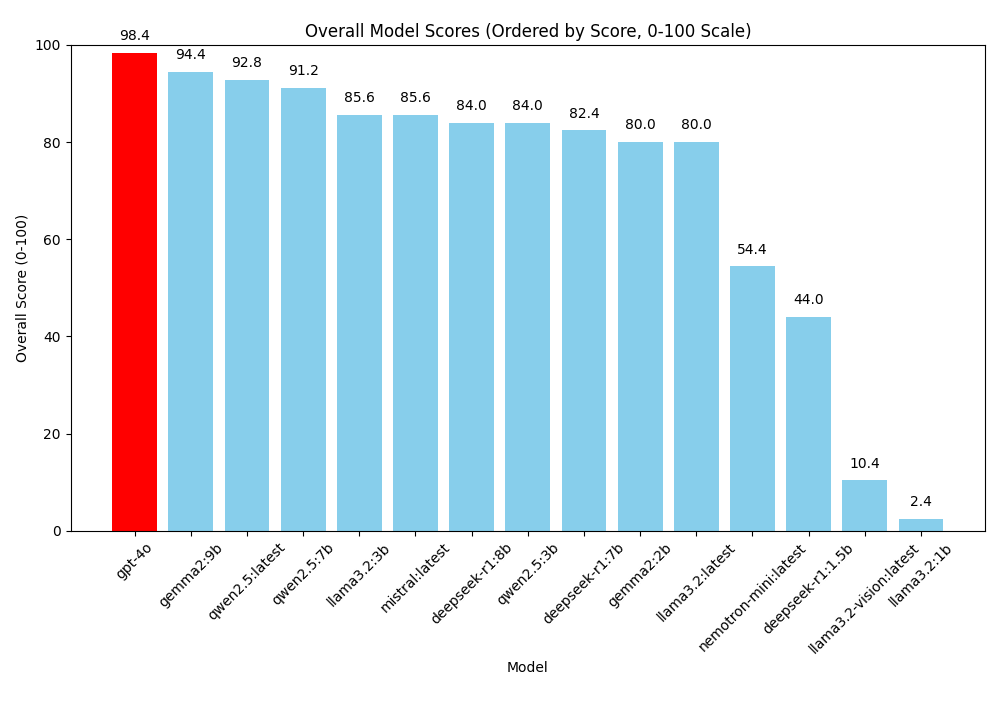 Overall Model Scores (Ordered by Score, 0-100 Scale)
Overall Score (0-100)
100
80
60
40
20
0
98.4
94.4
92.8
91.2
85.6
85.6
84.0
84.0
82.4
80.0
80.0
54.4
44.0
10.4
2.4
gpt-4o
gemma2:9b
qwen2.5:latest
qwen2.5:7b
llama3.2:3b
mistral:latest
deepseek-r1:8b
qwen2.5:3b
deepseek-r1:7b
gemma2:2b
llama3.2:latest
nemotron-mini:latest
deepseek-r1:1.5b
llama3.2-vision:latest
llama3.2:1b
Model